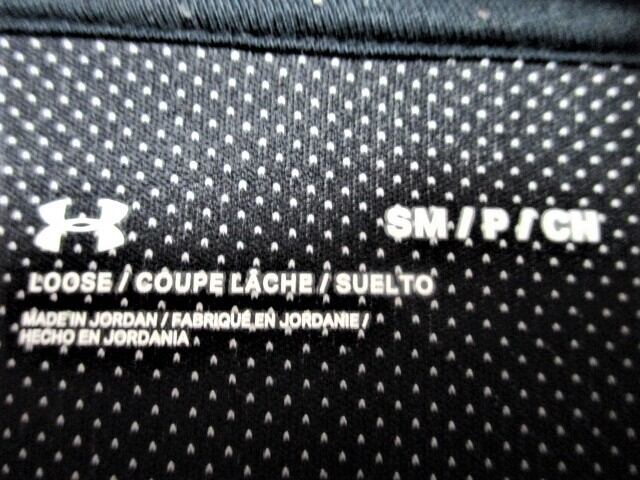 SM/P/CH
LOOSE / COUPE LÂCHE / SUELTO
MADE IN JORDAN / FABRIQUÉ EN JORDANIE /
HECHO EN JORDANIA